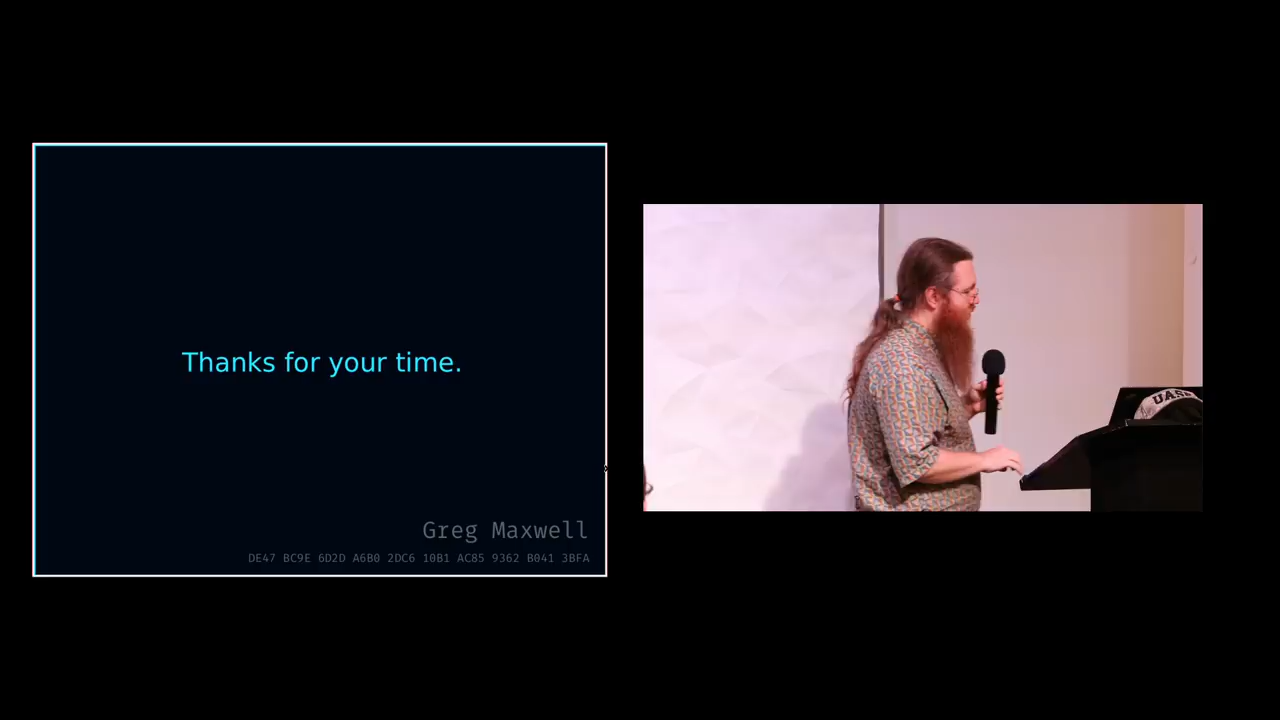 Thanks for your time.
Greg Maxwell
DE47 BC9E 6D2D A6B0 2DC6 10B1 AC85 9362 B041 3BFA